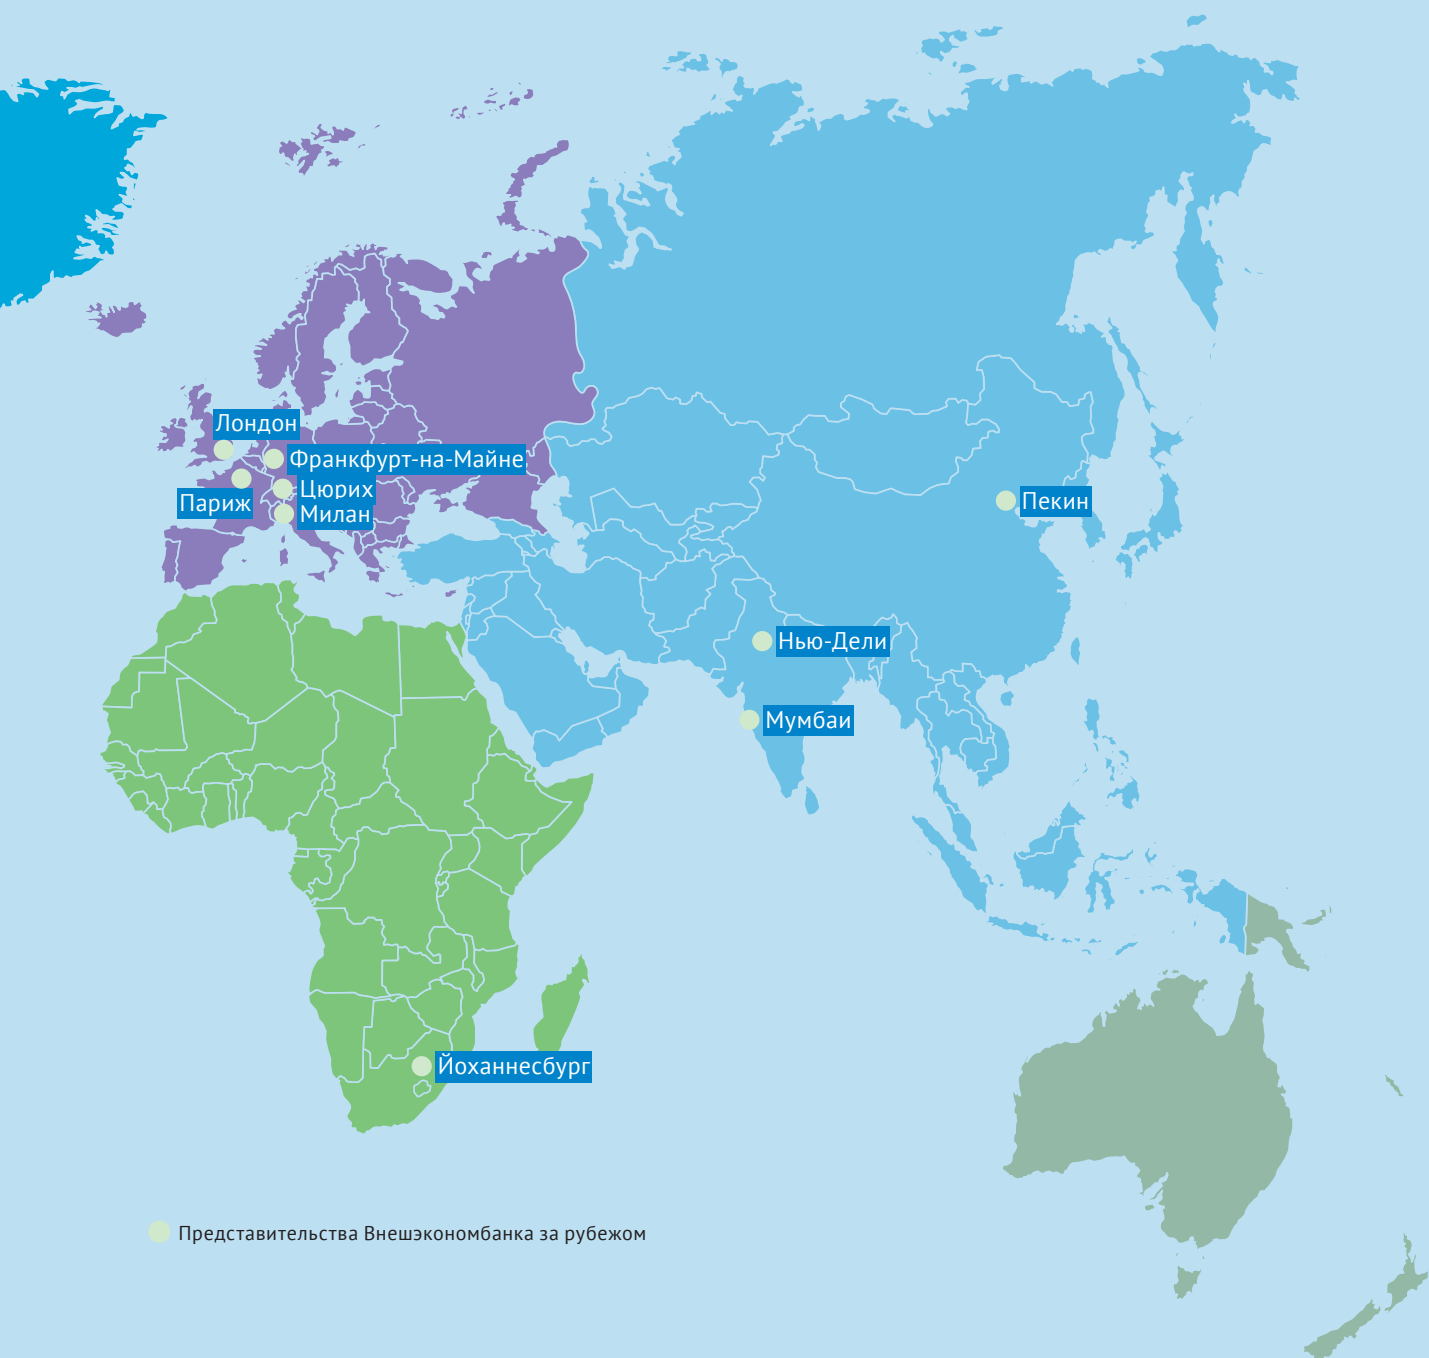 Лондон
Франкфурт-на-Майне
Цюрих
Париж
Милан
Пекин
Нью-Дели
Мумбаи
Йоханнесбург
Представительства Внешэкономбанка за рубежом